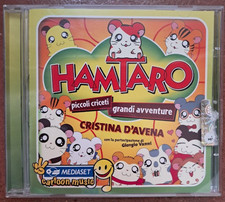 HAMTARO
piccoli criceti grandi avventure
CRISTINA D'AVENA
con la partecipazione di
Giorgio Vanni
MEDIASET
cartoon music